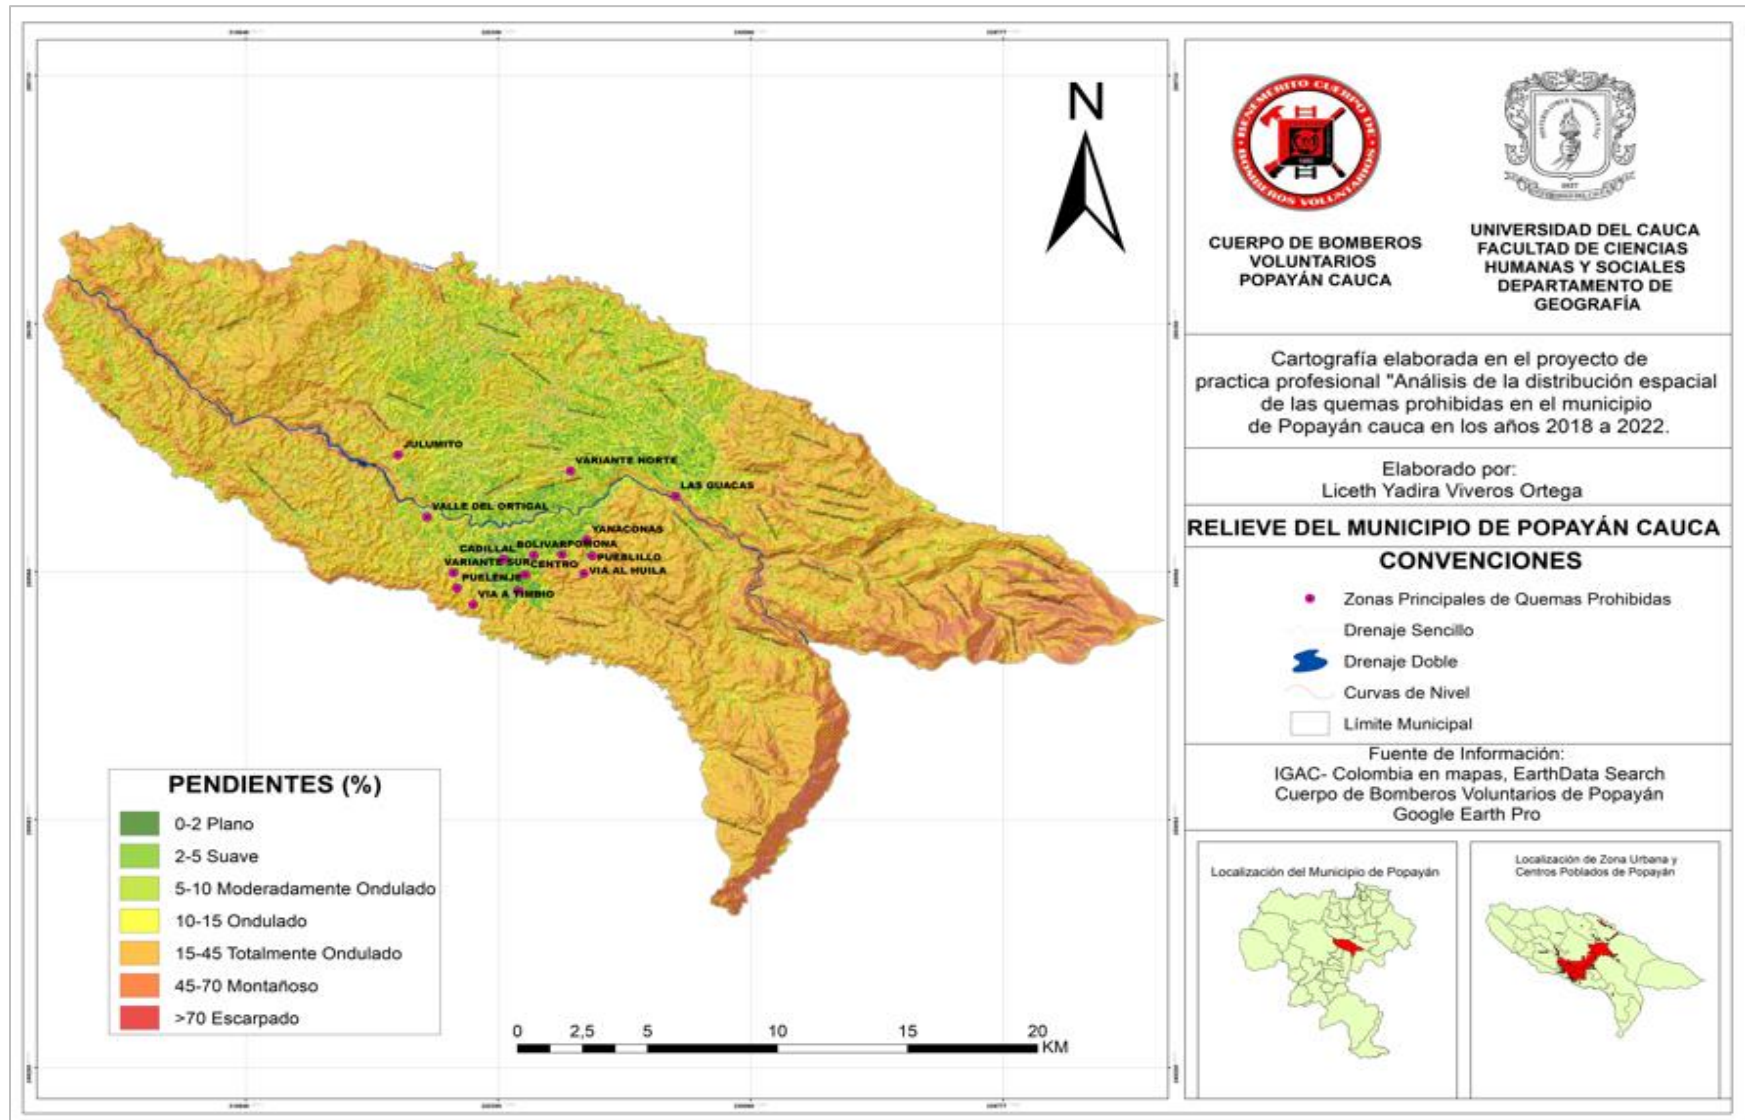 N
JULUMITO
VARIANTE NORTE
LAS GUACAS
VALLE DEL ORTIGAL
YANACONAS
BOLIVAR
POMONA
CADILLAL
PUEBLILLO
VARIANTE SUR
CENTRO
VIA AL HUILA
PUELENJE
VIA A TIMBIO
PENDIENTES (%)
0-2 Plano
2-5 Suave
5-10 Moderadamente Ondulado
10-15 Ondulado
15-45 Totalmente Ondulado
45-70 Montañoso
>70 Escarpado
0 2,5 5 10 15 20
KM
BENEMERITO CUERPO DE
BOMBEROS VOLUNTARIOS
CUERPO DE BOMBEROS
VOLUNTARIOS
POPAYÁN CAUCA
1827
UNIVERSIDAD DEL CAUCA
FACULTAD DE CIENCIAS
HUMANAS Y SOCIALES
DEPARTAMENTO DE
GEOGRAFÍA
Cartografía elaborada en el proyecto de
practica profesional "Análisis de la distribución espacial
de las quemas prohibidas en el municipio
de Popayán cauca en los años 2018 a 2022.
Elaborado por:
Liceth Yadira Viveros Ortega
RELIEVE DEL MUNICIPIO DE POPAYÁN CAUCA
CONVENCIONES
Zonas Principales de Quemas Prohibidas
Drenaje Sencillo
Drenaje Doble
Curvas de Nivel
Límite Municipal
Fuente de Información:
IGAC- Colombia en mapas, EarthData Search
Cuerpo de Bomberos Voluntarios de Popayán
Google Earth Pro
Localización del Municipio de Popayán
Localización de Zona Urbana y
Centros Poblados de Popayán